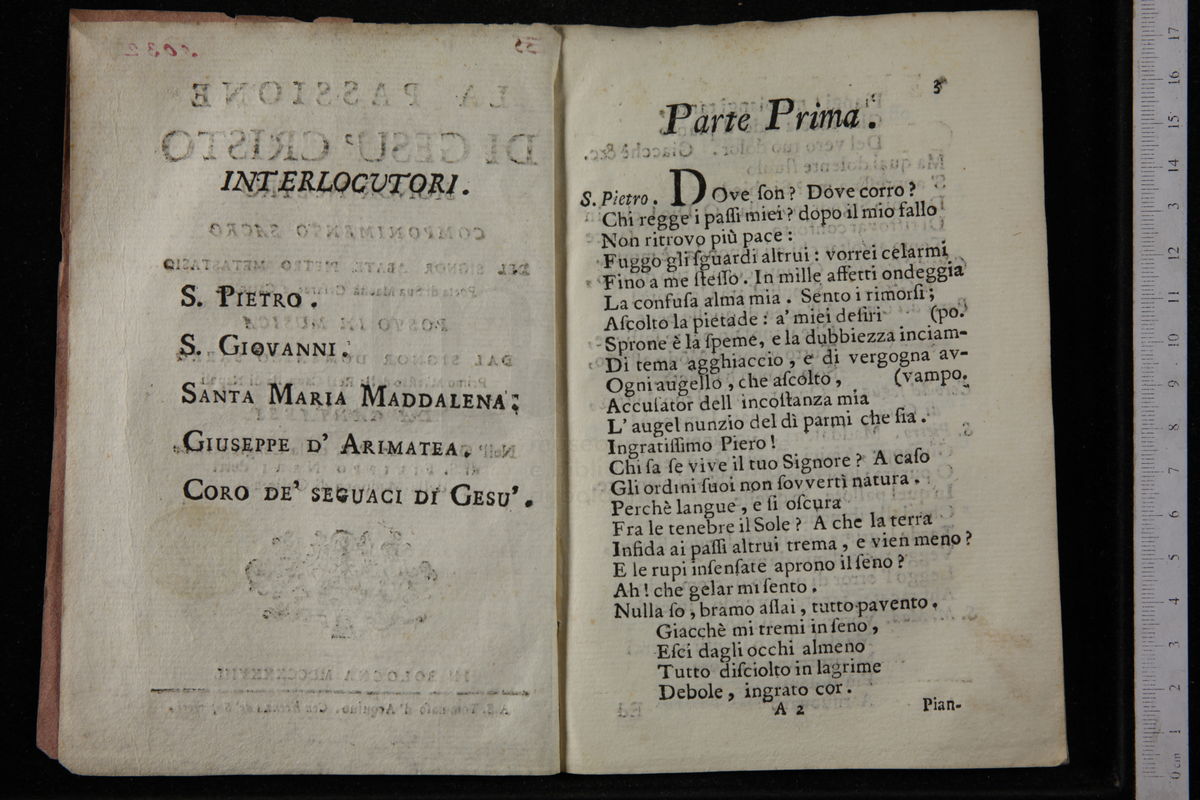 INTERLOCUTORI.
S. PIETRO.
S. GIOVANNI.
SANTA MARIA MADDALENA;
GIUSEPPE D' ARIMATEA.
CORO DE' SEGUACI DI GESU'.
3
Parte Prima.
S. Pietro. DOve ſon? Dove corro?
Chi regge i paſſi miei? dopo il mio fallo
Non ritrovo più pace:
Fuggo gli ſguardi altrui: vorrei celarmi
Fino a me ſteſſo. In mille affetti ondeggia
La confuſa alma mia. Sento i rimorſi;
Aſcolto la pietade: a' miei deſiri (po.
Sprone è la ſpeme, e la dubbiezza inciam-
Di tema agghiaccio, e di vergogna av-
Ogni augello, che aſcolto, (vampo.
Accuſator dell incoſtanza mia
L' augel nunzio del dì parmi che ſia.
Ingratiſſimo Piero!
Chi ſa ſe vive il tuo Signore? A caſo
Gli ordini ſuoi non ſovvertì natura.
Perchè langue, e ſi oſcura
Fra le tenebre il Sole? A che la terra
Infida ai paſſi altrui trema, e vien meno?
E le rupi inſenſate aprono il ſeno?
Ah! che gelar mi ſento.
Nulla ſo, bramo aſſai, tutto pavento.
Giacchè mi tremi in ſeno,
Eſci dagli occhi almeno
Tutto diſciolto in lagrime
Debole, ingrato cor.
A 2 Pian-